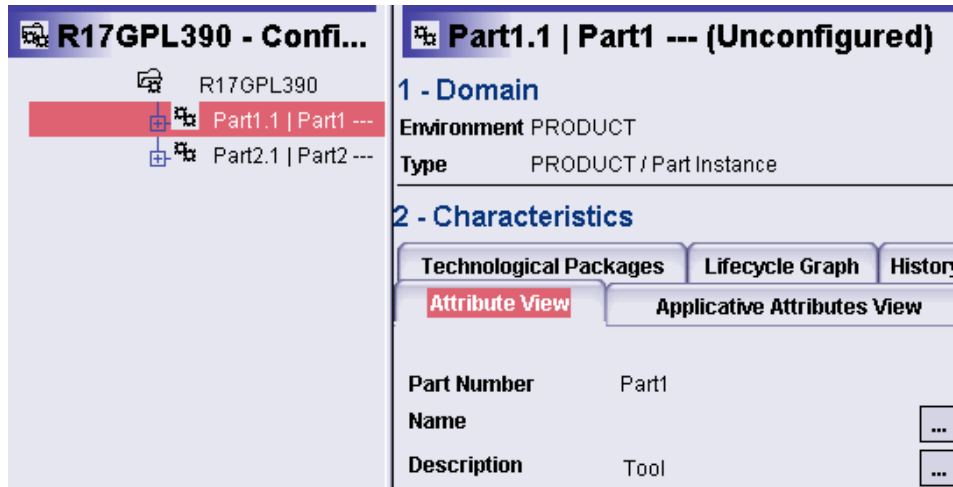 R17GPL390 - Confi...
R17GPL390
Part1.1 | Part1 ---
Part2.1 | Part2 ---
Part1.1 | Part1 --- (Unconfigured)
1 - Domain
Environment PRODUCT
Type PRODUCT / Part Instance
2 - Characteristics
Technological Packages Lifecycle Graph History
Attribute View Applicative Attributes View
Part Number Part1
Name ...
Description Tool ...